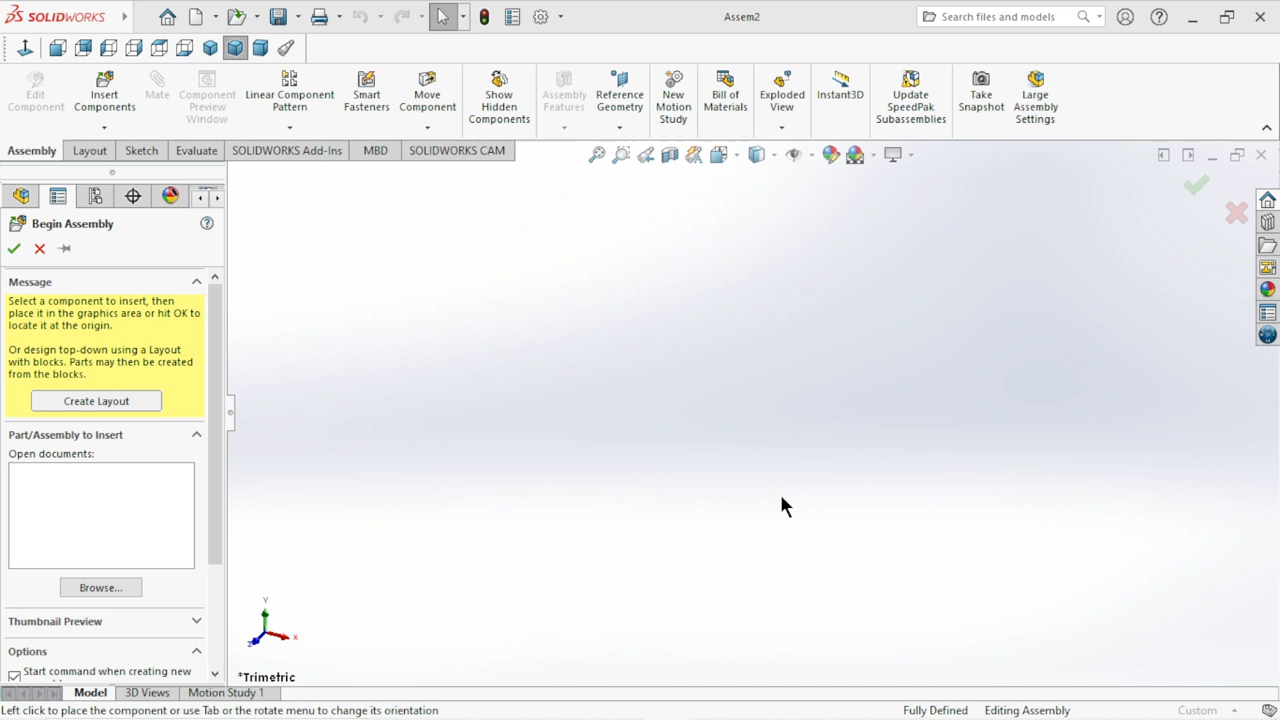 SOLIDWORKS
Assem2
Search files and models
Edit
Component
Insert
Components
Mate
Component
Preview
Window
Linear Component
Pattern
Smart
Fasteners
Move
Component
Show
Hidden
Components
Assembly
Features
Reference
Geometry
New
Motion
Study
Bill of
Materials
Exploded
View
Instant3D
Update
SpeedPak
Subassemblies
Take
Snapshot
Large
Assembly
Settings
Assembly
Layout
Sketch
Evaluate
SOLIDWORKS Add-Ins
MBD
SOLIDWORKS CAM
Begin Assembly
Message
Select a component to insert, then
place it in the graphics area or hit OK to
locate it at the origin.
Or design top-down using a Layout
with blocks. Parts may then be created
from the blocks.
Create Layout
Part/Assembly to Insert
Open documents:
Browse...
Thumbnail Preview
Options
Start command when creating new
Y
X
Z
*Trimetric
Model
3D Views
Motion Study 1
Left click to place the component or use Tab or the rotate menu to change its orientation
Fully Defined
Editing Assembly
Custom